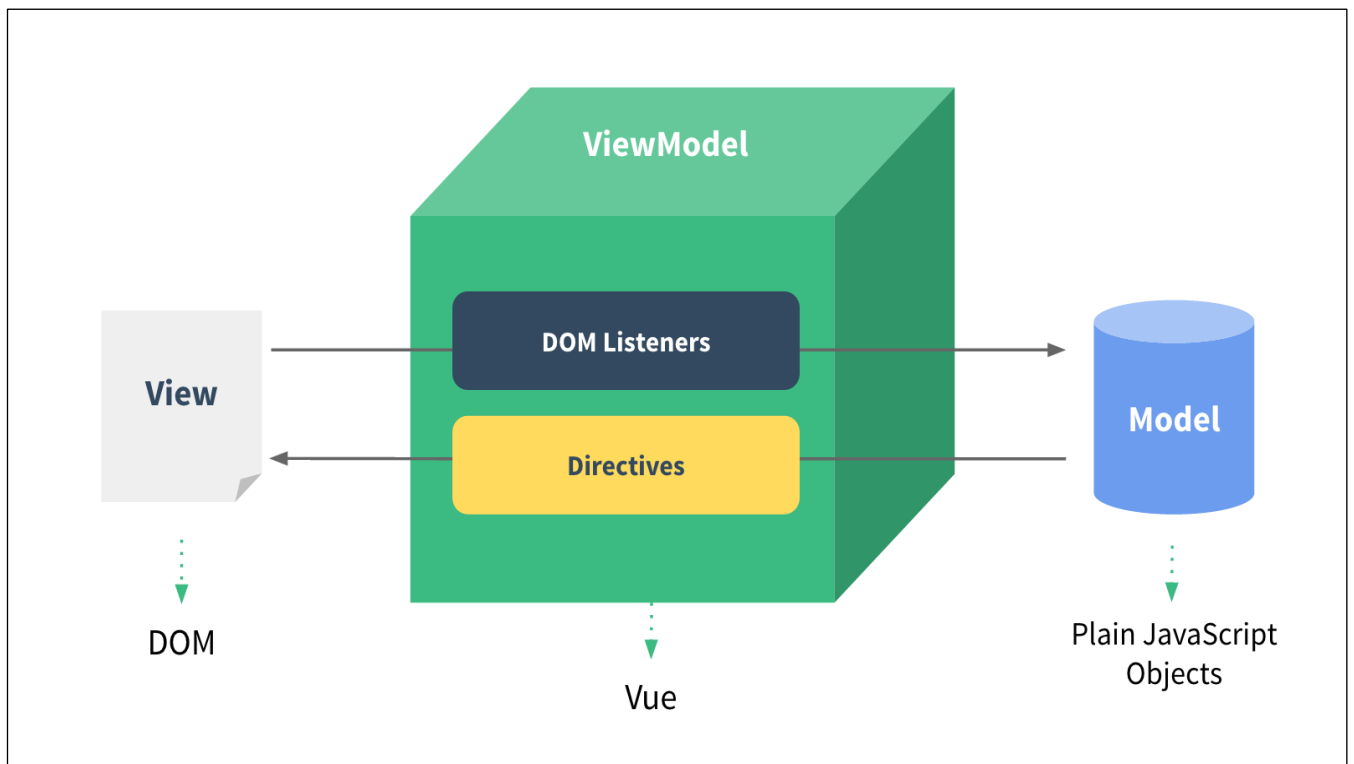 ViewModel
DOM Listeners
View
Model
Directives
DOM
Plain JavaScript
Objects
Vue